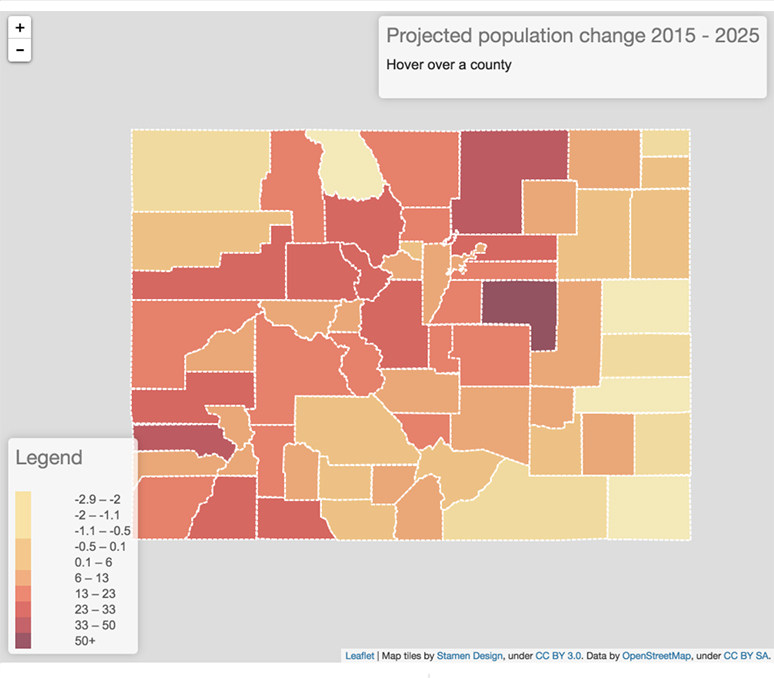 +
Projected population change 2015 - 2025
−
Hover over a county
Legend
-2.9 – -2
-2 – -1.1
-1.1 – -0.5
-0.5 – 0.1
0.1 – 6
6 – 13
13 – 23
23 – 33
33 – 50
50+
Leaflet | Map tiles by Stamen Design, under CC BY 3.0. Data by OpenStreetMap, under CC BY SA.